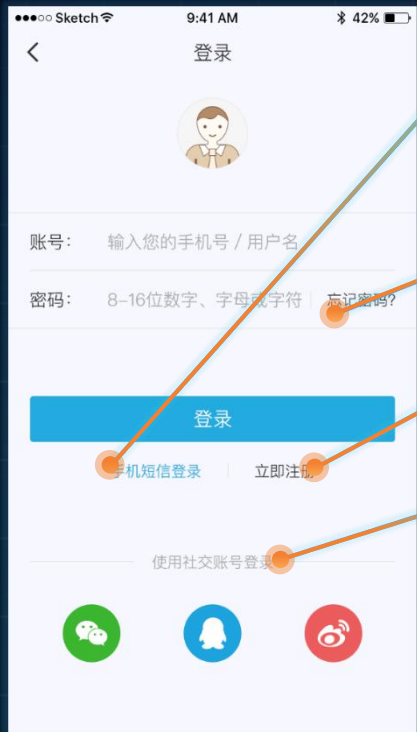 Sketch 9:41 AM 42%
登录
账号： 输入您的手机号 / 用户名
密码： 8-16位数字、字母或字符 忘记密码?
登录
手机短信登录 立即注册
使用社交账号登录